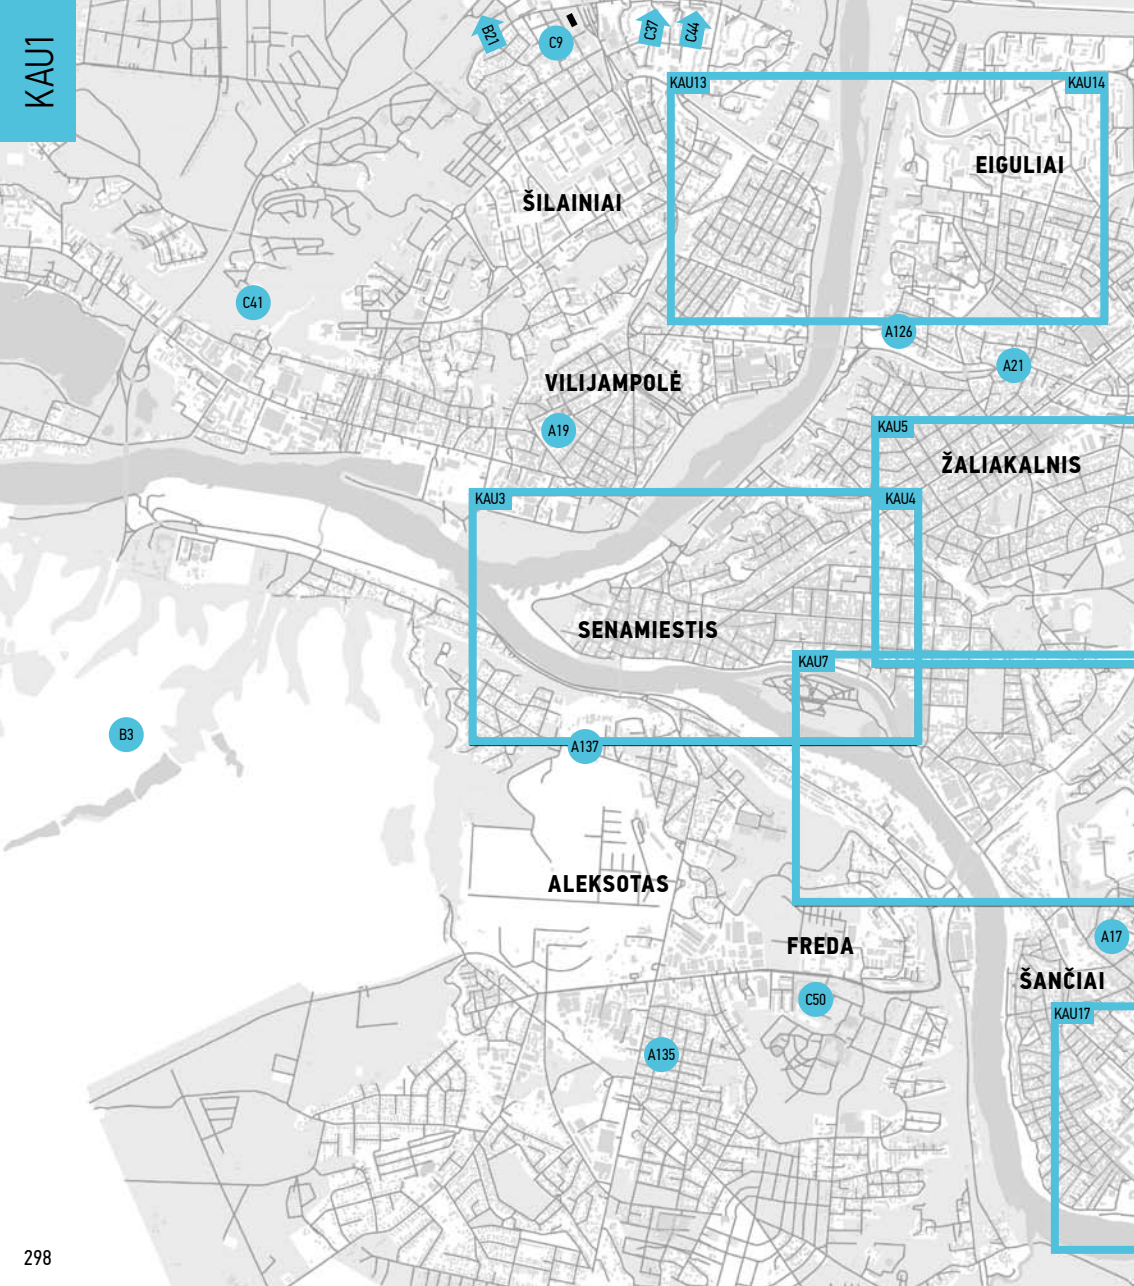 KAU1
B21
C9
C37
C44
KAU13
KAU14
EIGULIAI
ŠILAINIAI
C41
A126
A21
VILIJAMPOLĖ
A19
KAU5
ŽALIAKALNIS
KAU3
KAU4
SENAMIESTIS
KAU7
B3
A137
ALEKSOTAS
A17
FREDA
ŠANČIAI
C50
KAU17
A135
298